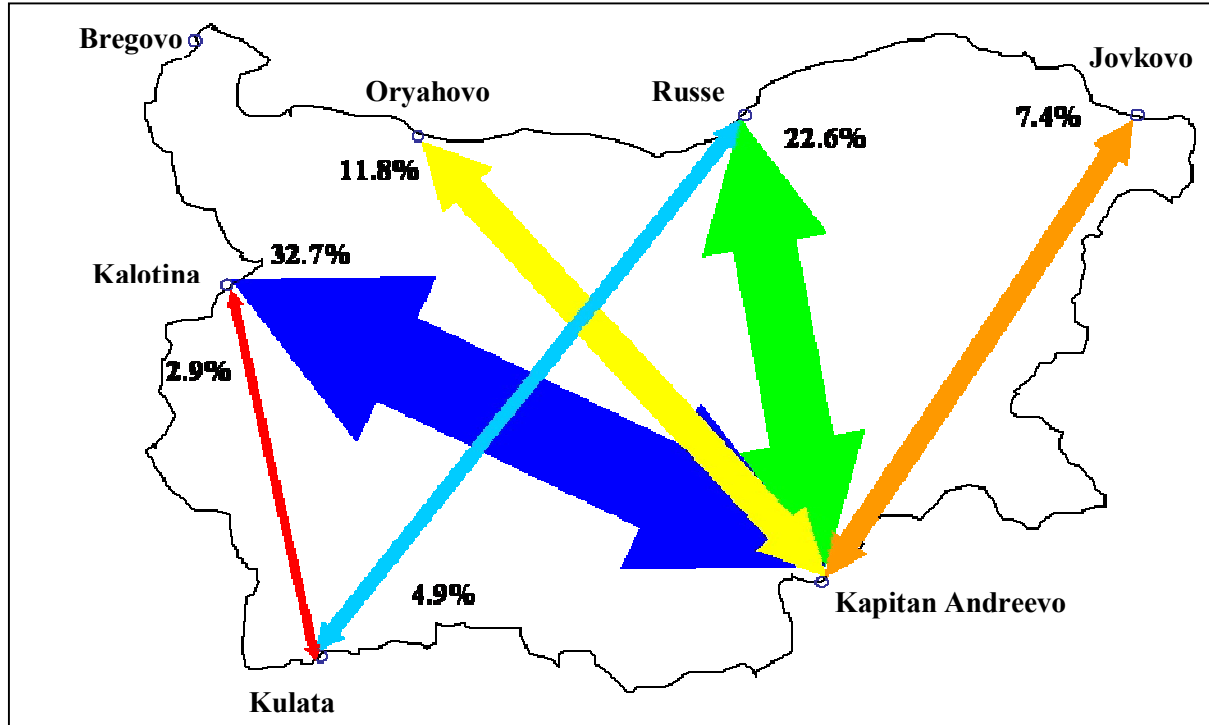 Bregovo
Jovkovo
Oryahovo
Russe
7.4%
22.6%
11.8%
32.7%
Kalotina
2.9%
4.9%
Kapitan Andreevo
Kulata